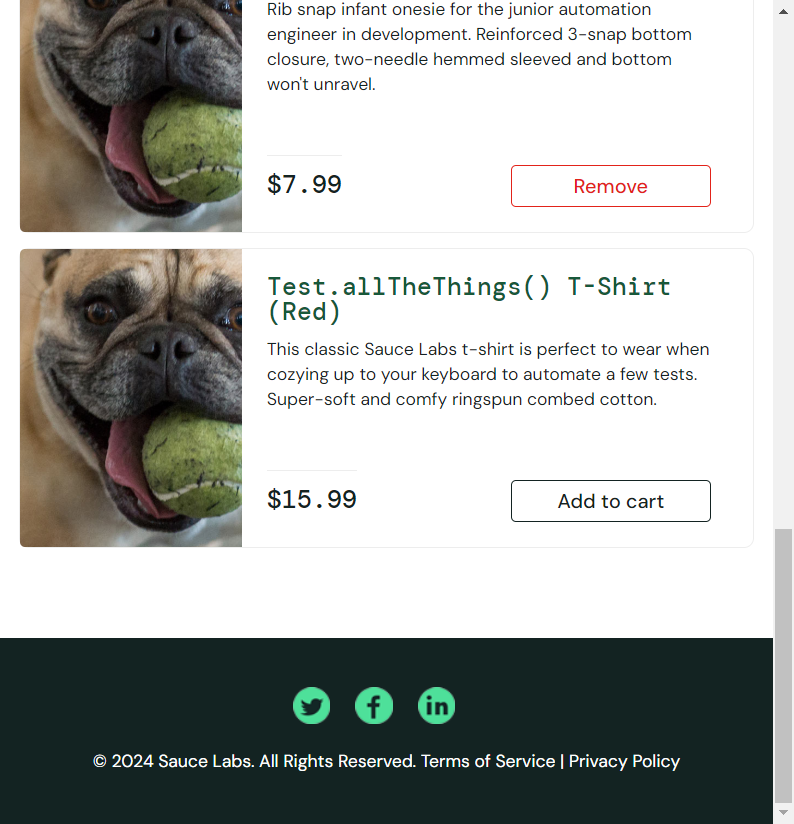 Rib snap infant onesie for the junior automation
engineer in development. Reinforced 3-snap bottom
closure, two-needle hemmed sleeved and bottom
won't unravel.
$7.99
Remove
Test.allTheThings() T-Shirt
(Red)
This classic Sauce Labs t-shirt is perfect to wear when
cozying up to your keyboard to automate a few tests.
Super-soft and comfy ringspun combed cotton.
$15.99
Add to cart
© 2024 Sauce Labs. All Rights Reserved. Terms of Service | Privacy Policy